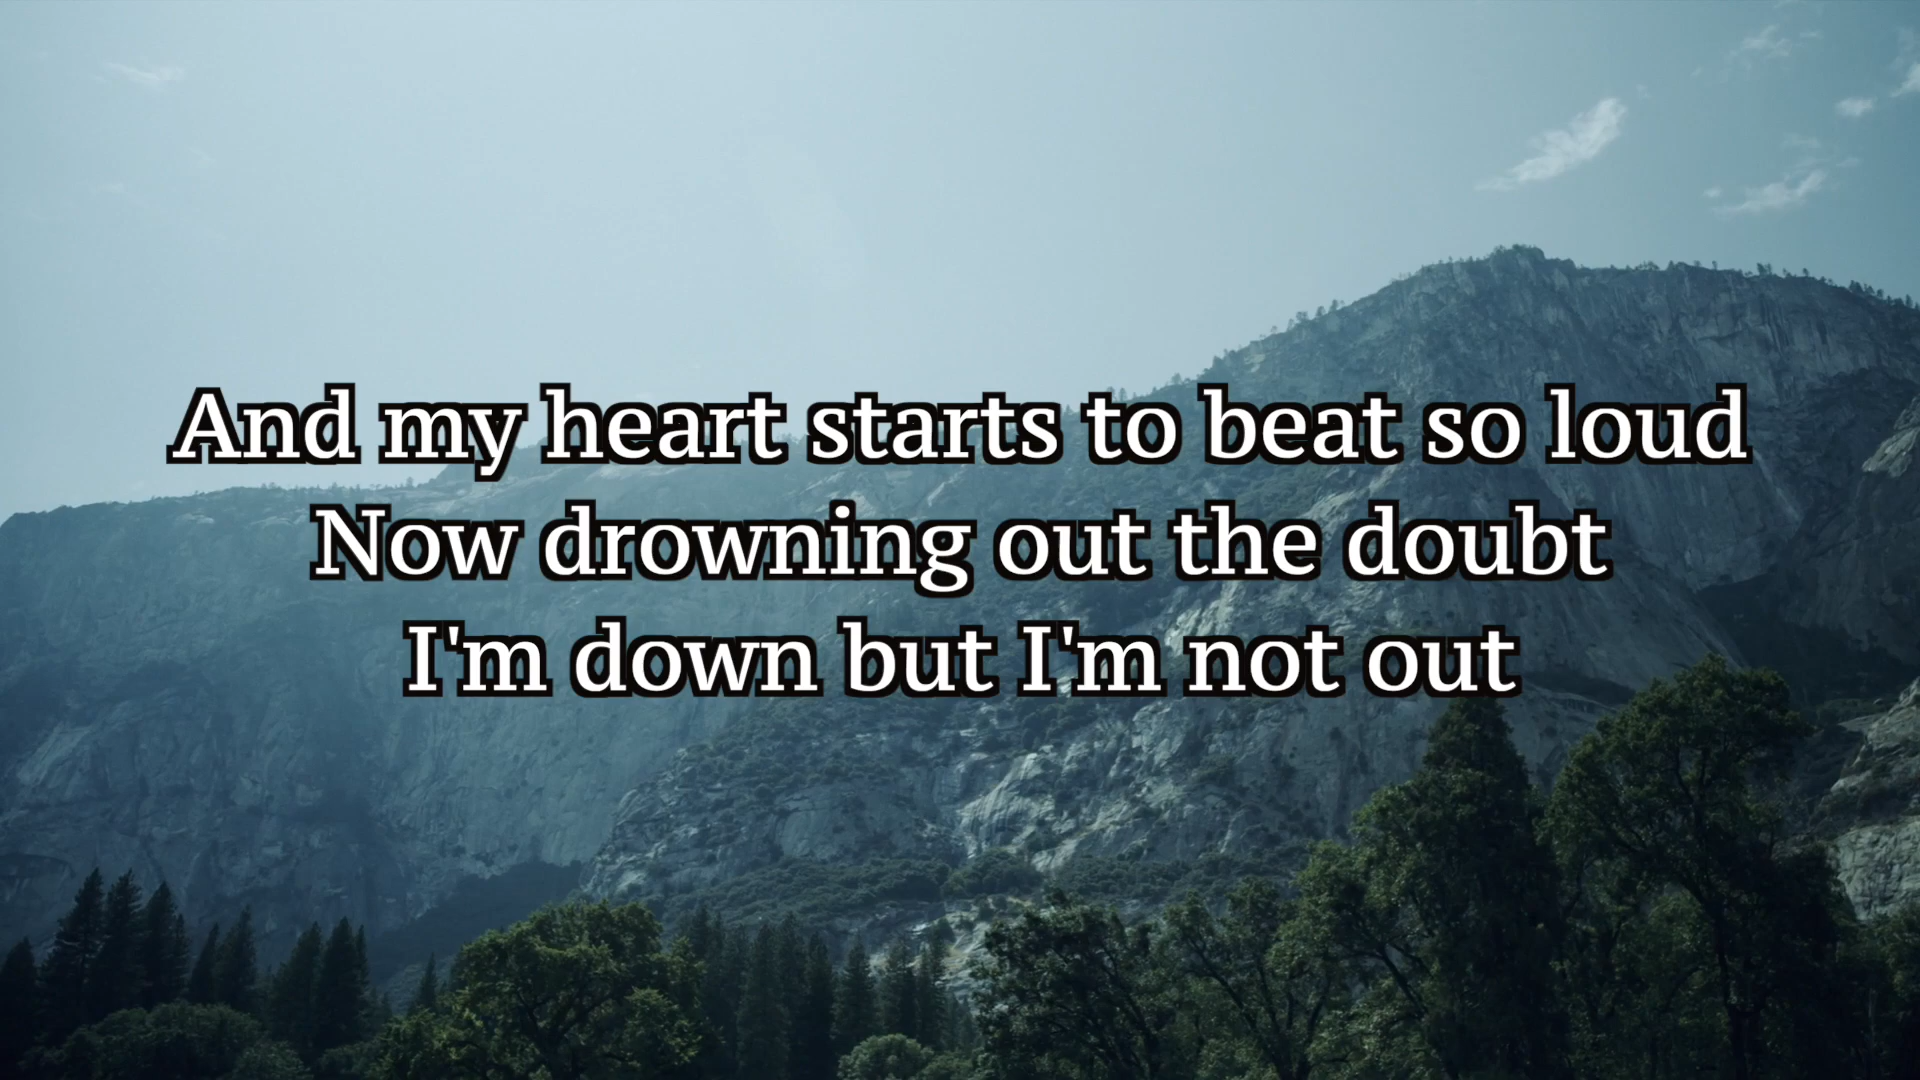 And my heart starts to beat so loud
Now drowning out the doubt
I'm down but I'm not out